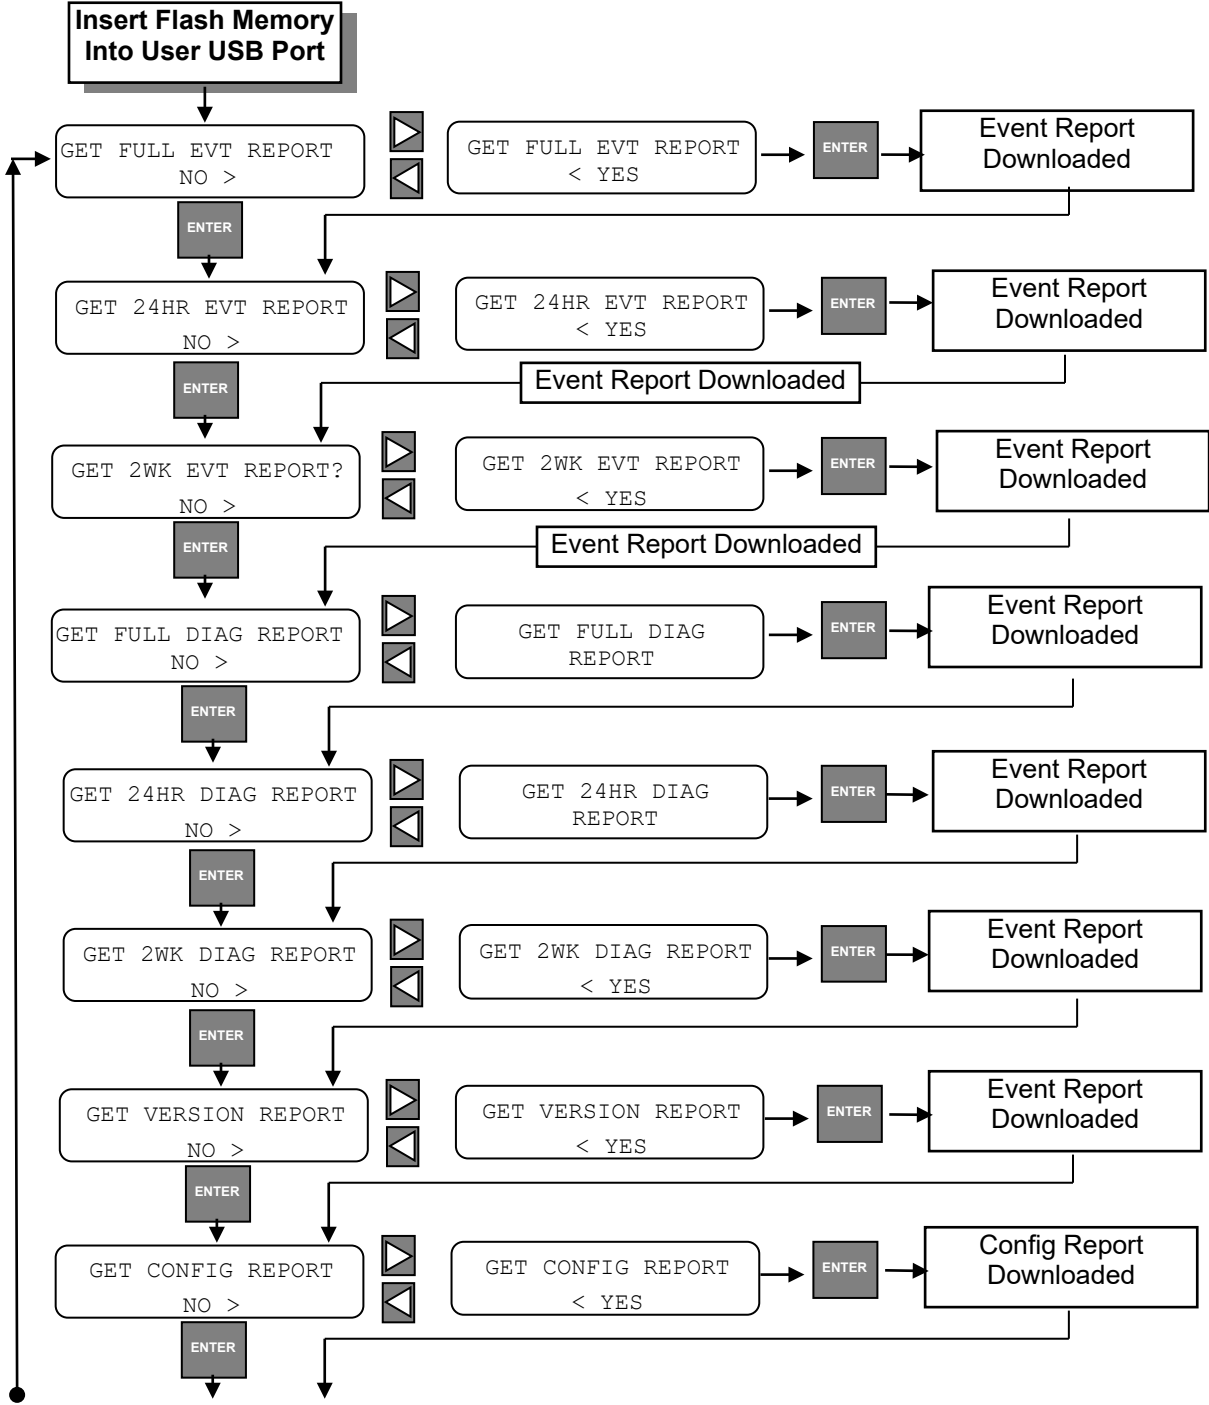 Insert Flash Memory
Into User USB Port
GET FULL EVT REPORT
NO >
GET FULL EVT REPORT
< YES
ENTER
Event Report
Downloaded
ENTER
GET 24HR EVT REPORT
NO >
GET 24HR EVT REPORT
< YES
ENTER
Event Report
Downloaded
ENTER
Event Report Downloaded
GET 2WK EVT REPORT?
NO >
GET 2WK EVT REPORT
< YES
ENTER
Event Report
Downloaded
ENTER
Event Report Downloaded
GET FULL DIAG REPORT
NO >
GET FULL DIAG
REPORT
ENTER
Event Report
Downloaded
ENTER
GET 24HR DIAG REPORT
NO >
GET 24HR DIAG
REPORT
ENTER
Event Report
Downloaded
ENTER
GET 2WK DIAG REPORT
NO >
GET 2WK DIAG REPORT
< YES
ENTER
Event Report
Downloaded
ENTER
GET VERSION REPORT
NO >
GET VERSION REPORT
< YES
ENTER
Event Report
Downloaded
ENTER
GET CONFIG REPORT
NO >
GET CONFIG REPORT
< YES
ENTER
Config Report
Downloaded
ENTER